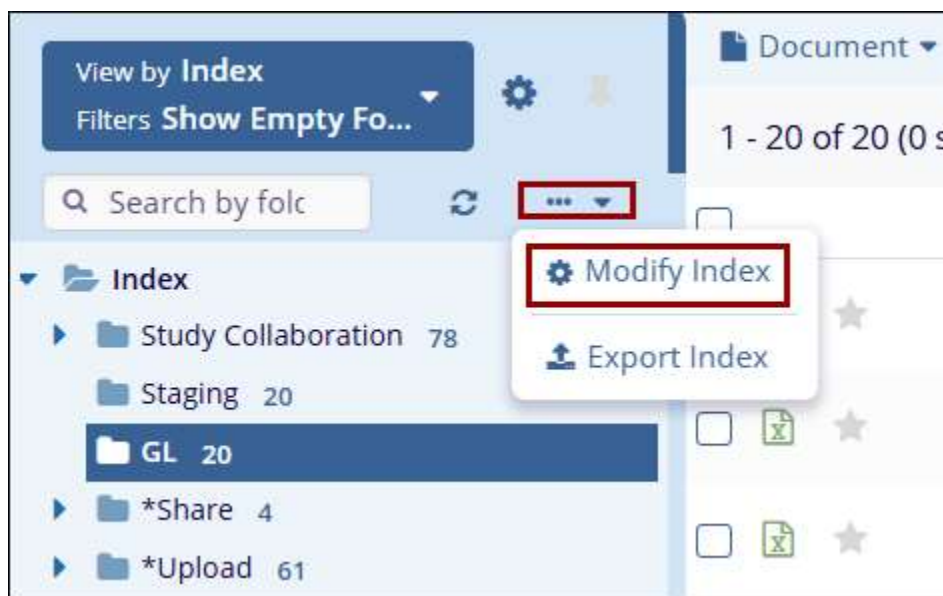 View by Index
Filters Show Empty Fo...
Document
1 - 20 of 20 (0 s
Search by folc
Modify Index
Export Index
Index
Study Collaboration 78
Staging 20
GL 20
*Share 4
*Upload 61